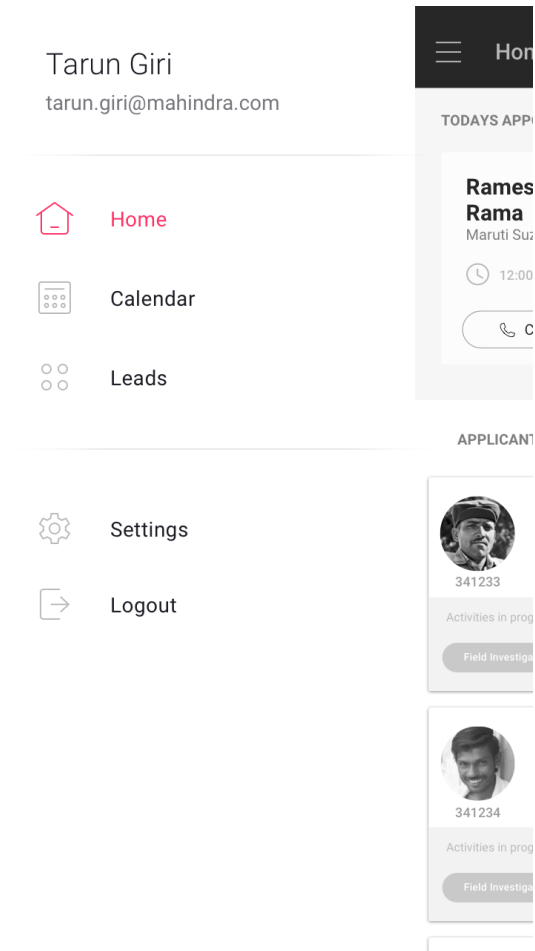 Tarun Giri
tarun.giri@mahindra.com
Home
Calendar
Leads
Settings
Logout
Hom
TODAYS APP
Rames
Rama
Maruti Suz
12:00
C
APPLICANT
341233
Activities in prog
Field Investiga
341234
Activities in prog
Field Investiga